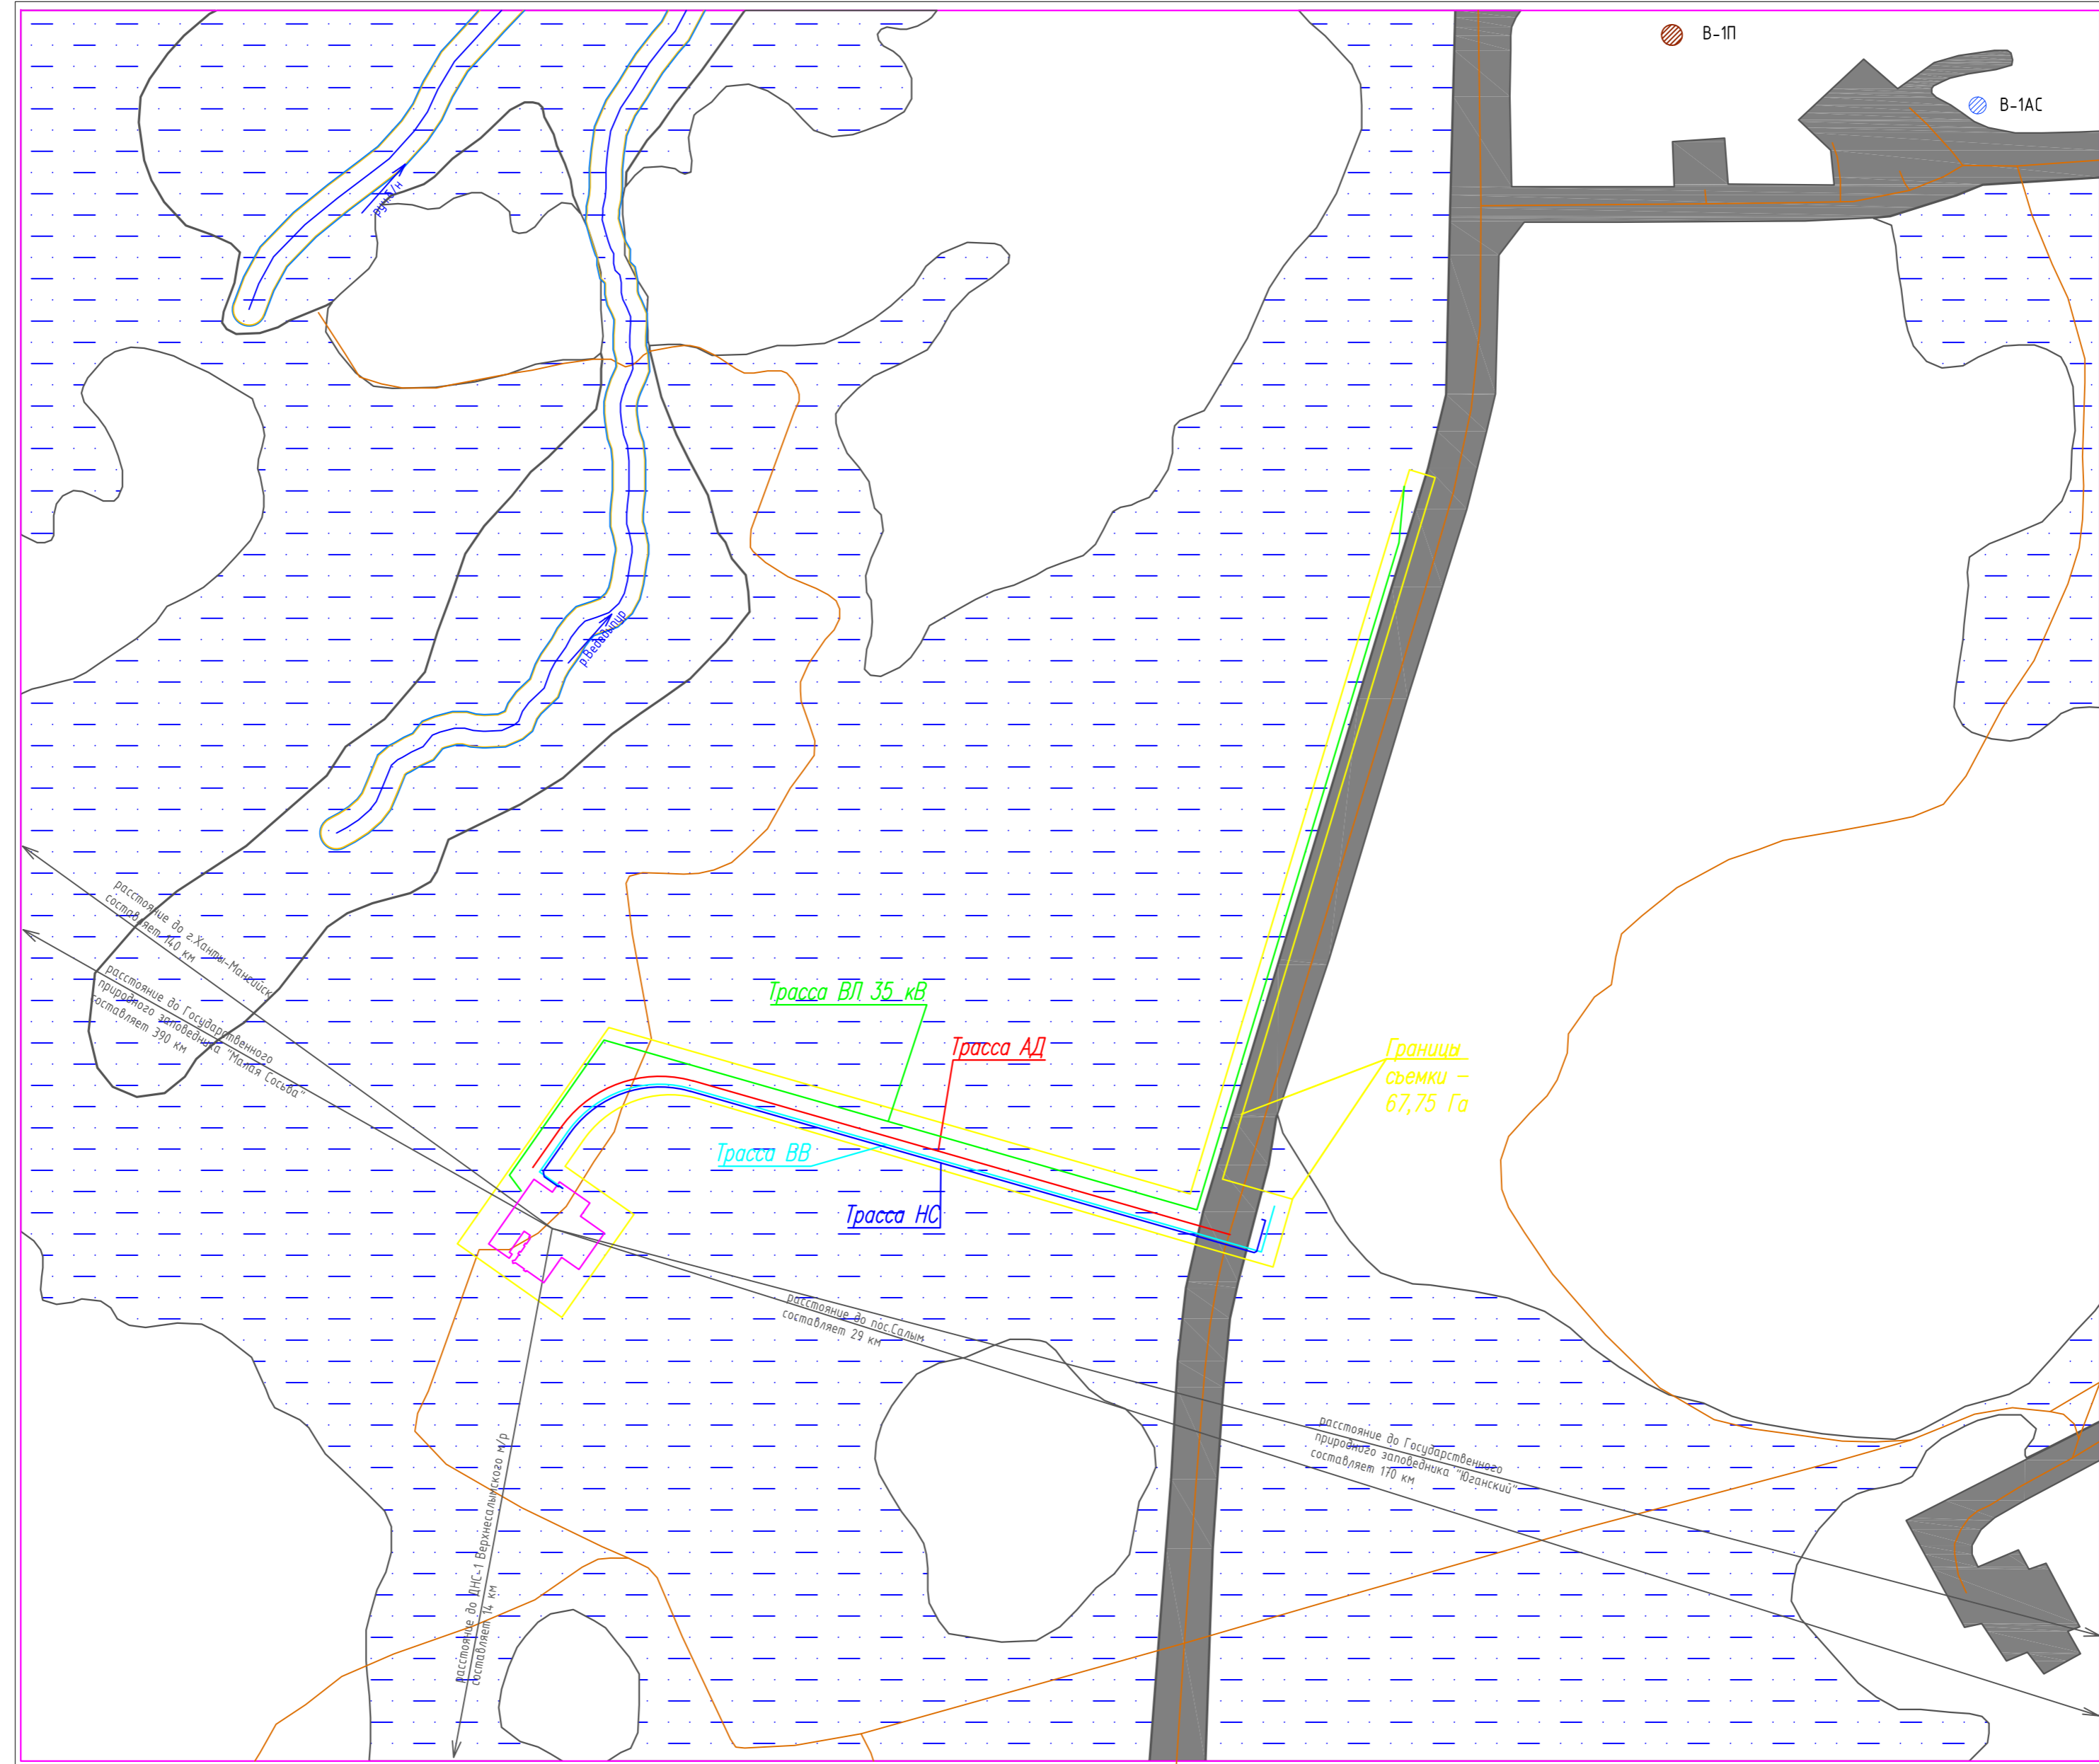 В-1П
В-1АС
руч.б/н
расстояние до г.Ханты-Мансийск
составляет 140 км
расстояние до Государственного
природного заповедника "Малая Сосьва"
составляет 390 км
Трасса ВЛ 35 кВ
Трасса АД
Границы
съемки –
67,75 Га
Трасса ВВ
Трасса НС
расстояние до пос.Салым
составляет 29 км
расстояние до Государственного
природного заповедника "Юганский"
составляет 170 км
расстояние до ДНС-1 Верхнесалымского м/р
составляет 14 км